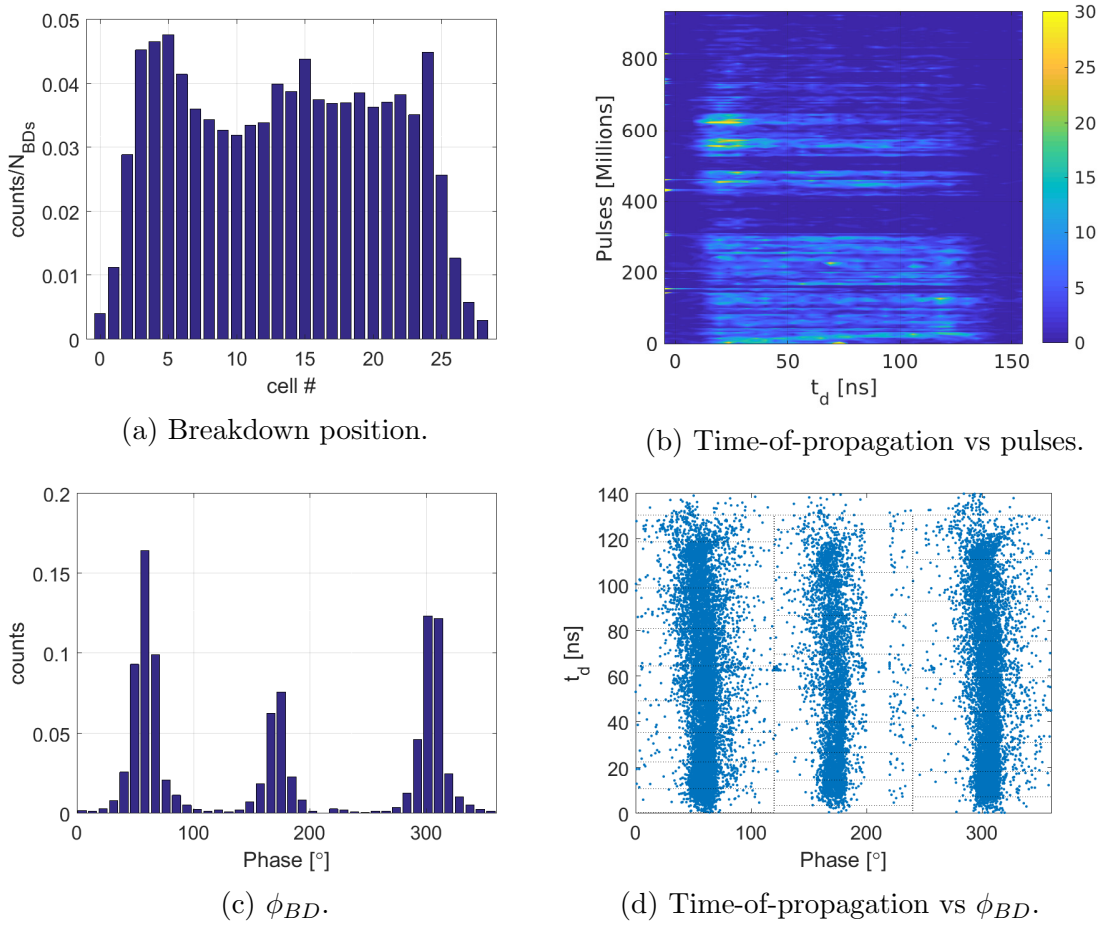 0.05
0.04
0.03
0.02
0.01
0
counts/N_BDs
0 5 10 15 20 25
cell #
(a) Breakdown position.
800
600
400
200
0
Pulses [Millions]
0 50 100 150
t_d [ns]
30
25
20
15
10
5
0
(b) Time-of-propagation vs pulses.
0.2
0.15
0.1
0.05
0
counts
0 100 200 300
Phase [°]
(c) ϕ_BD.
140
120
100
80
60
40
20
0
t_d [ns]
0 100 200 300
Phase [°]
(d) Time-of-propagation vs ϕ_BD.